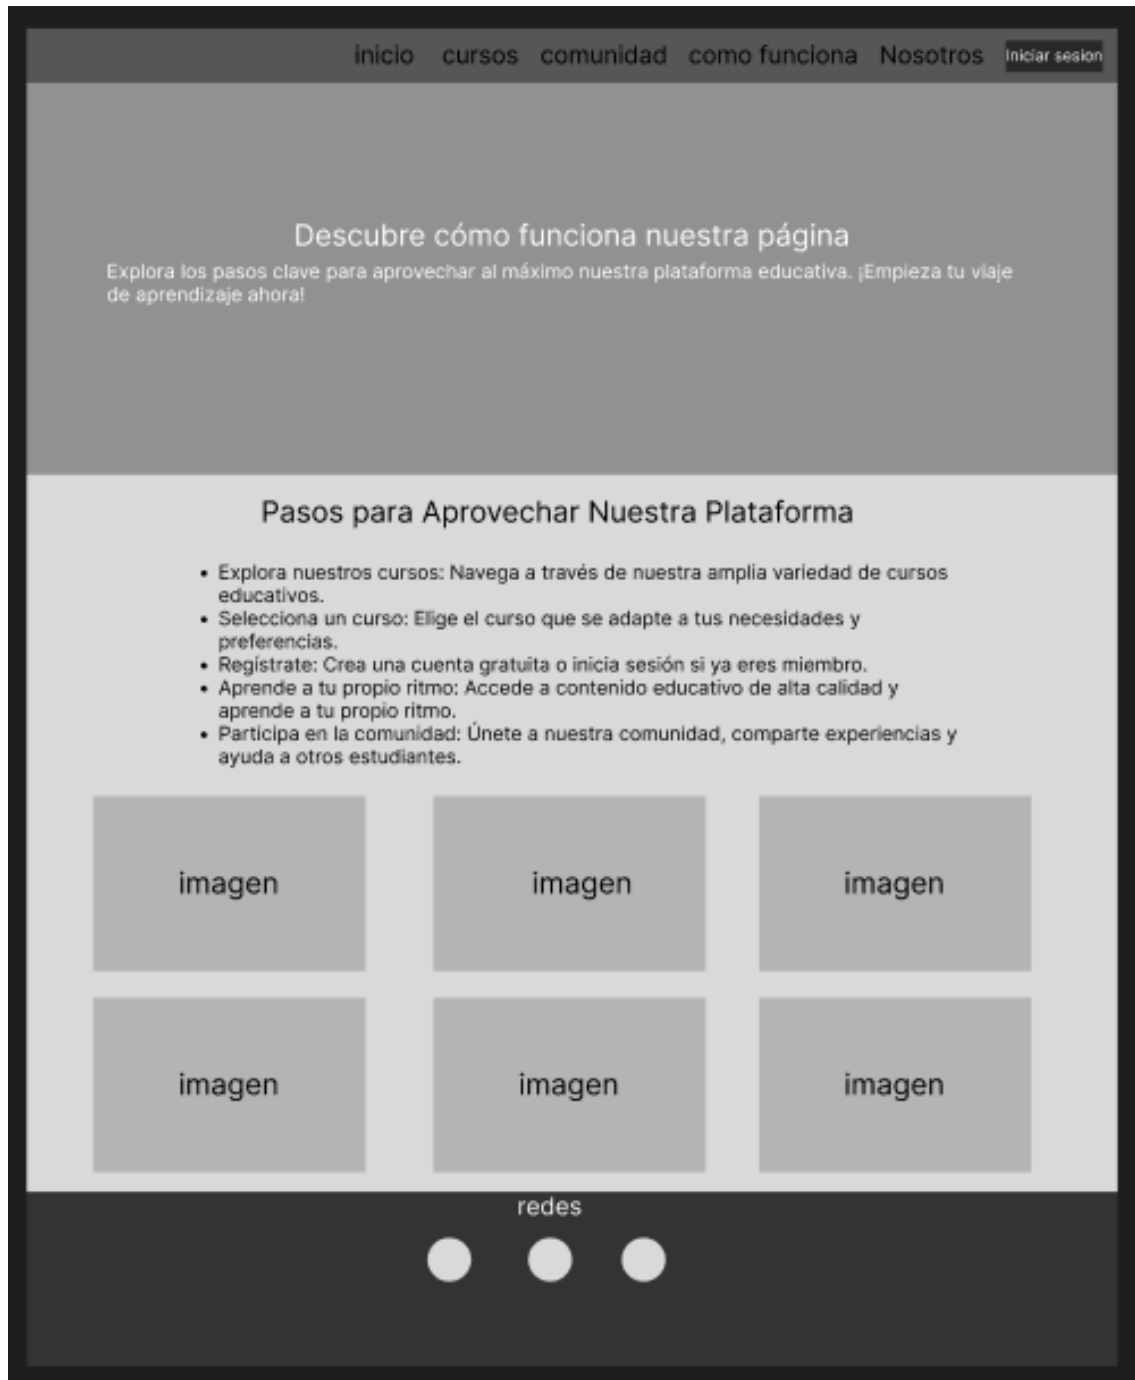 inicio cursos comunidad como funciona Nosotros Iniciar sesion
Descubre cómo funciona nuestra página
Explora los pasos clave para aprovechar al máximo nuestra plataforma educativa. ¡Empieza tu viaje
de aprendizaje ahora!
Pasos para Aprovechar Nuestra Plataforma
• Explora nuestros cursos: Navega a través de nuestra amplia variedad de cursos
educativos.
• Selecciona un curso: Elige el curso que se adapte a tus necesidades y
preferencias.
• Regístrate: Crea una cuenta gratuita o inicia sesión si ya eres miembro.
• Aprende a tu propio ritmo: Accede a contenido educativo de alta calidad y
aprende a tu propio ritmo.
• Participa en la comunidad: Únete a nuestra comunidad, comparte experiencias y
ayuda a otros estudiantes.
imagen imagen imagen
imagen imagen imagen
redes